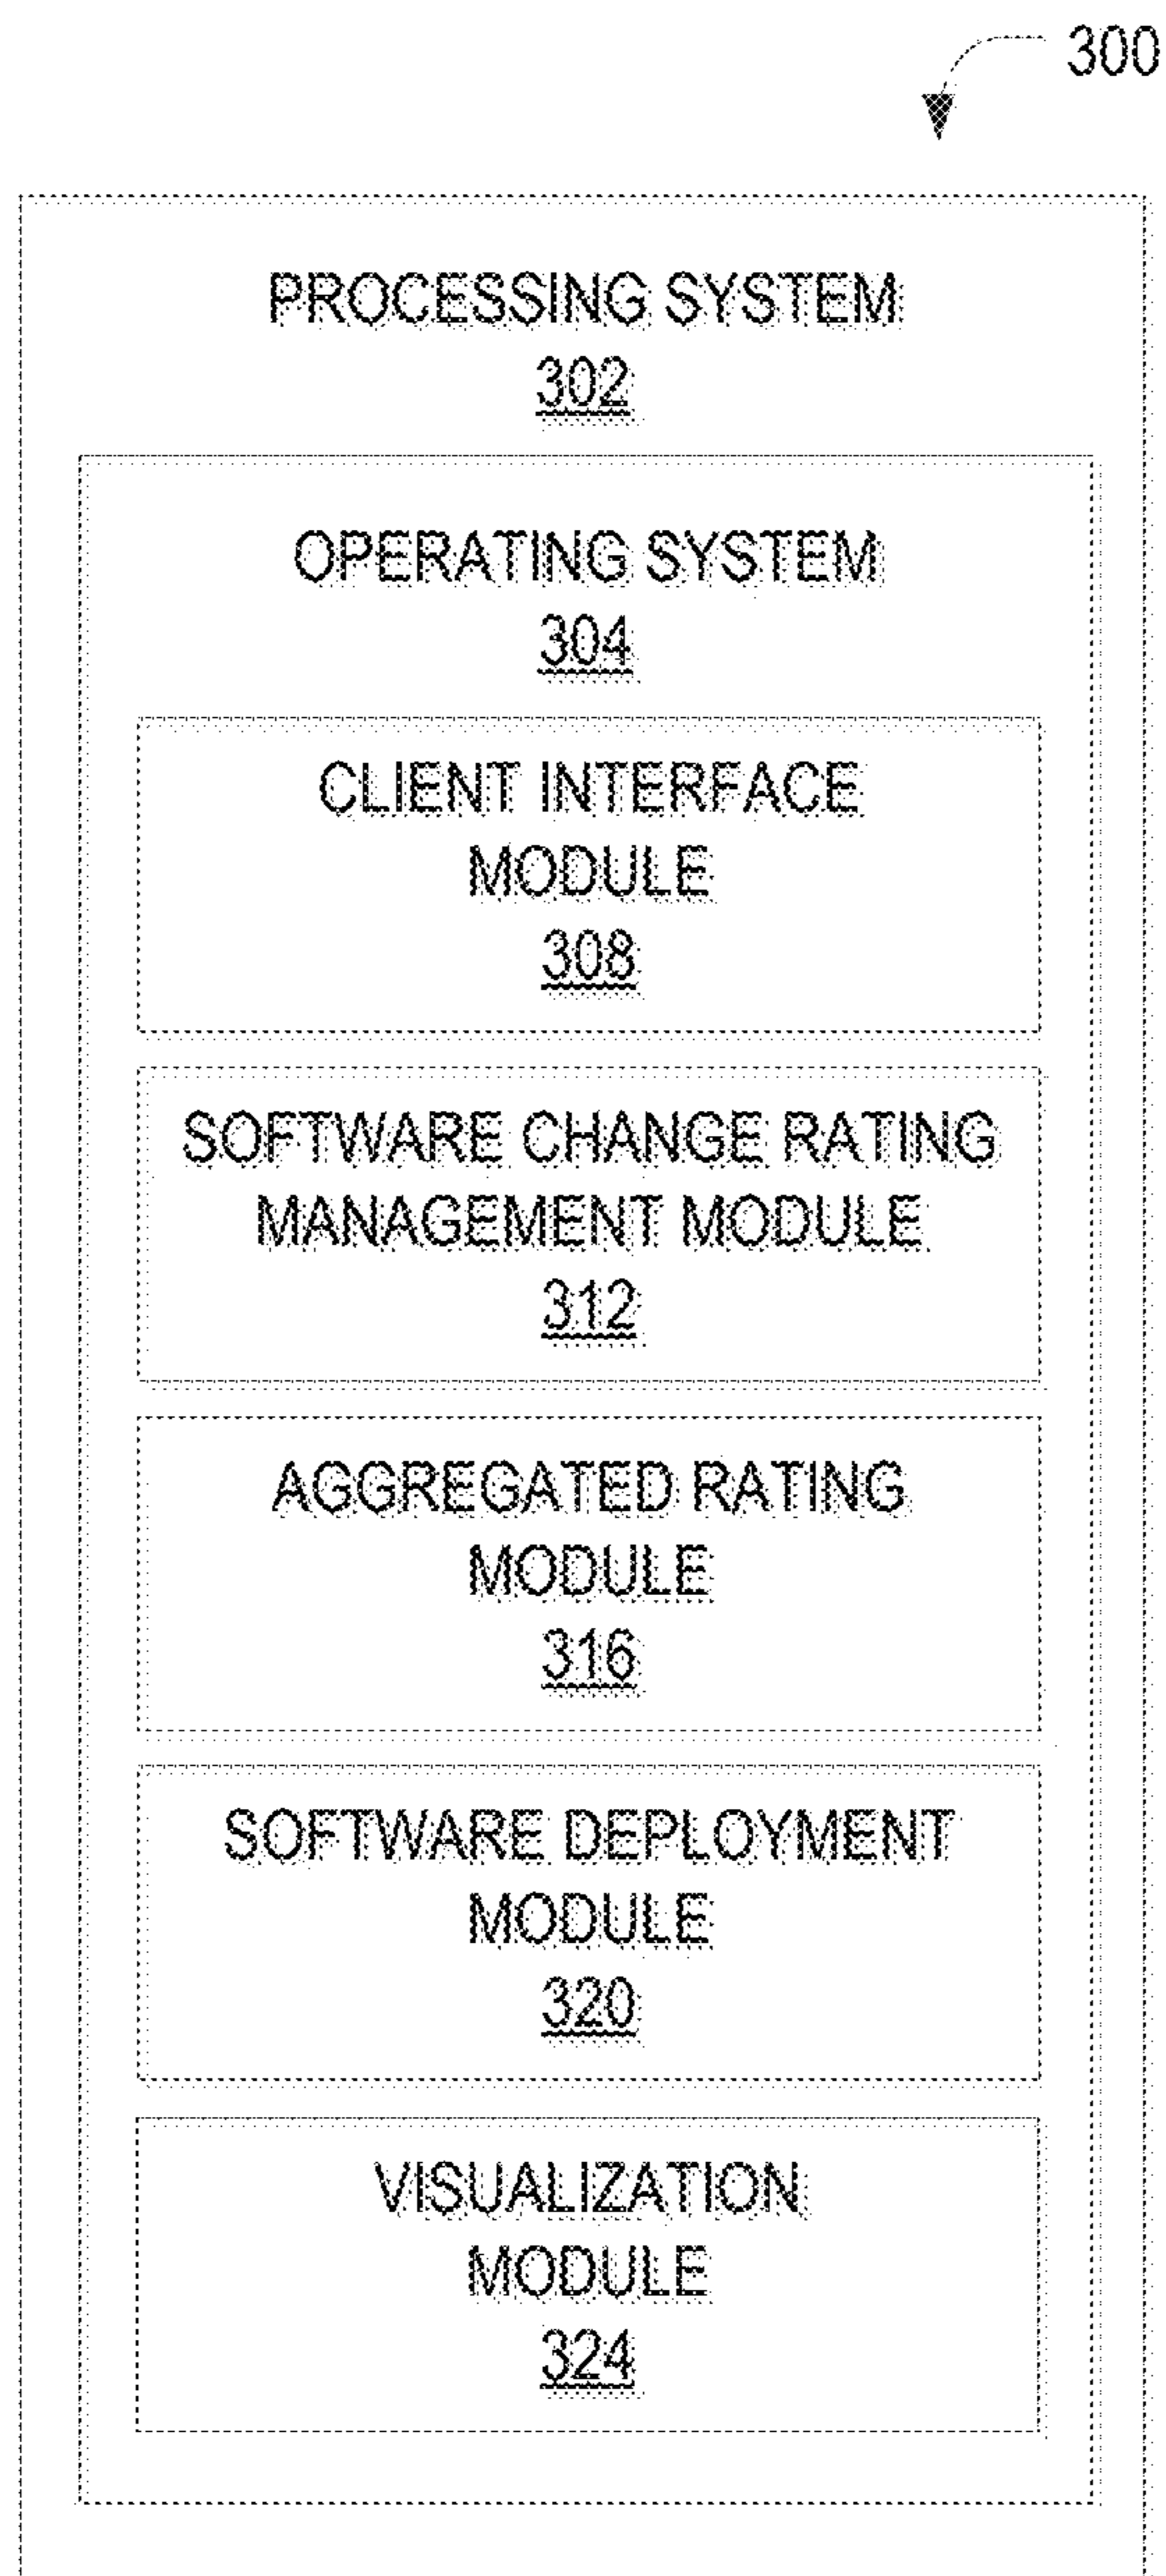 300
PROCESSING SYSTEM
302
OPERATING SYSTEM
304
CLIENT INTERFACE
MODULE
308
SOFTWARE CHANGE RATING
MANAGEMENT MODULE
312
AGGREGATED RATING
MODULE
316
SOFTWARE DEPLOYMENT
MODULE
320
VISUALIZATION
MODULE
324